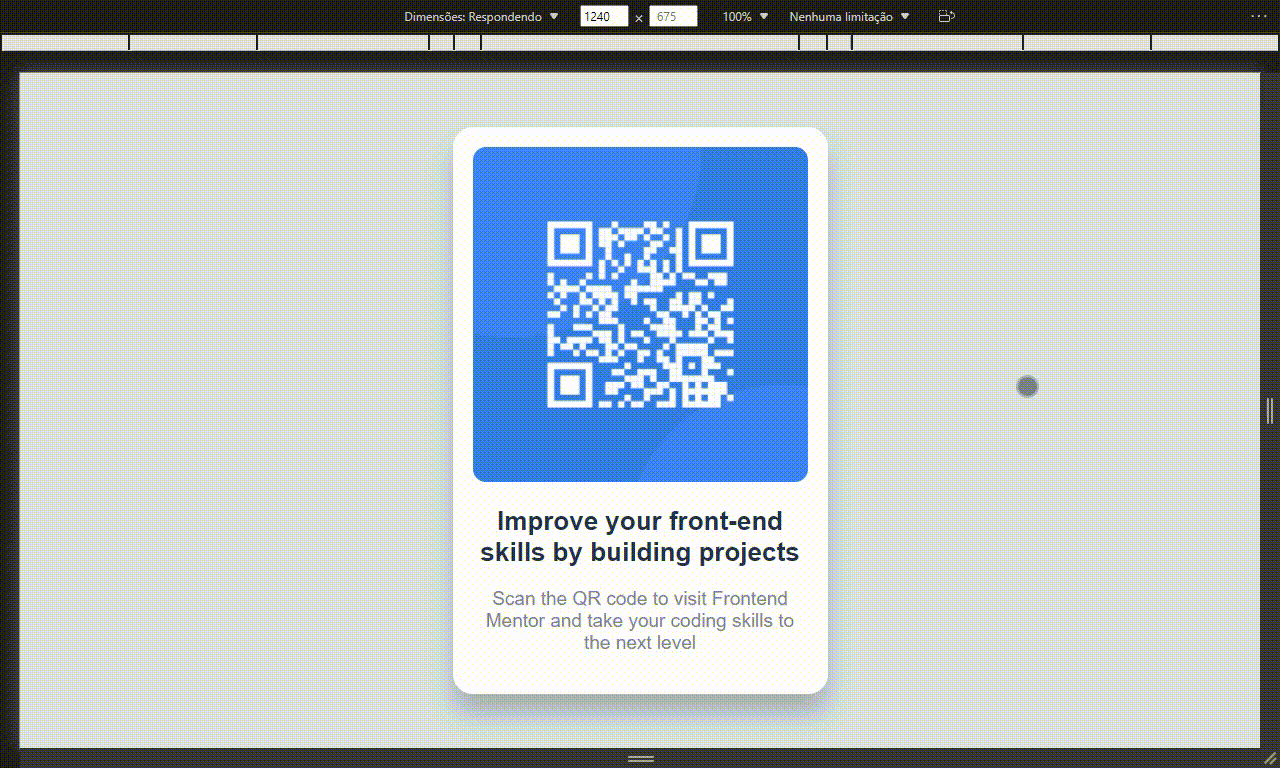 Dimensões: Respondendo 1240 × 675 100% Nenhuma limitação
Improve your front-end
skills by building projects
Scan the QR code to visit Frontend
Mentor and take your coding skills to
the next level